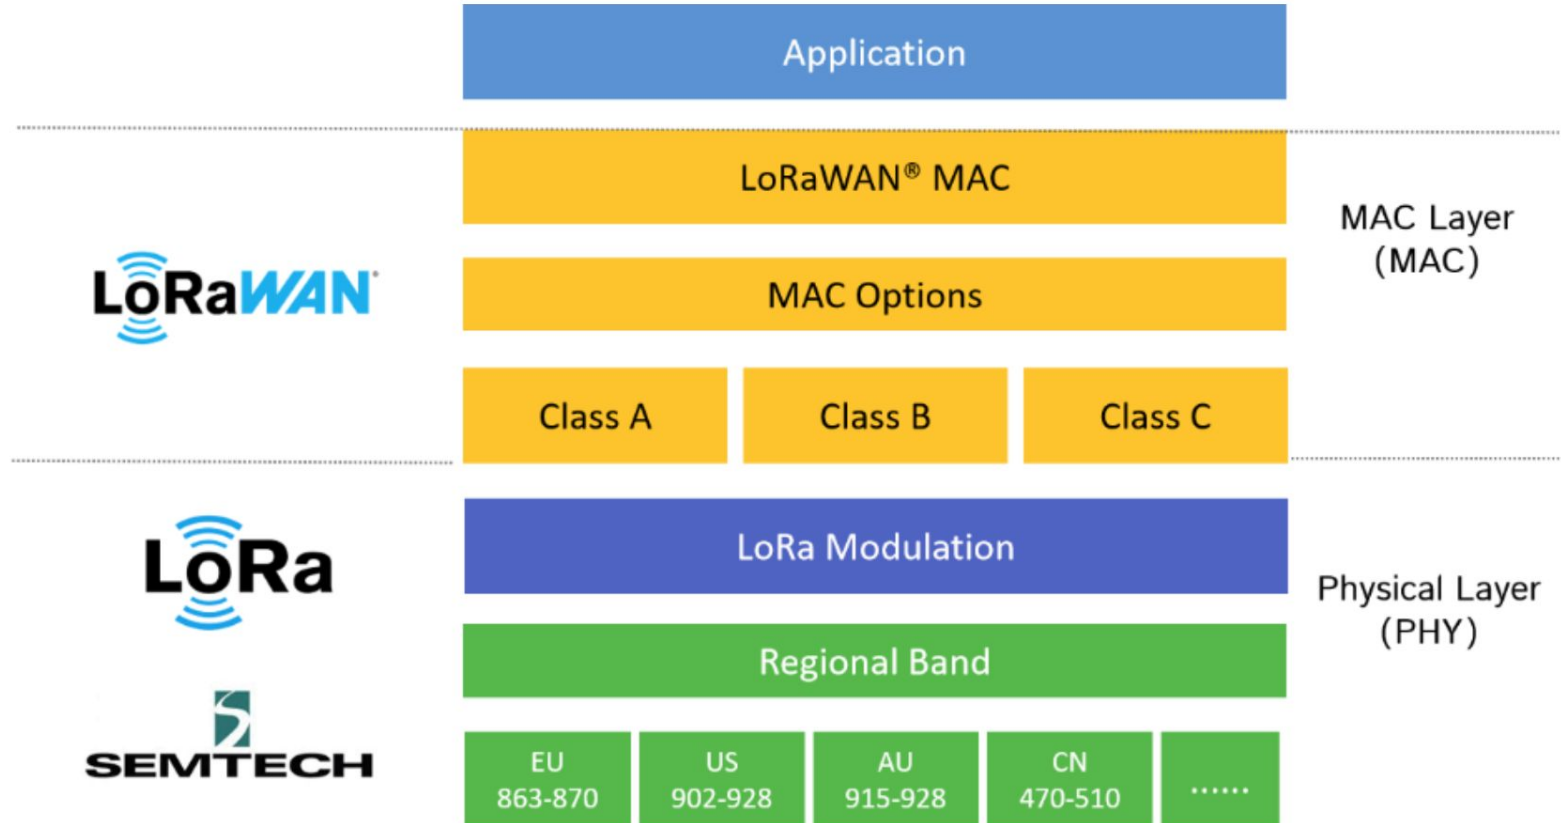 Application
LoRaWAN® MAC
MAC Layer
(MAC)
LoRaWAN®
MAC Options
Class A Class B Class C
LoRa Modulation
LoRa
Physical Layer
(PHY)
Regional Band
SEMTECH
EU US AU CN
863-870 902-928 915-928 470-510 ......